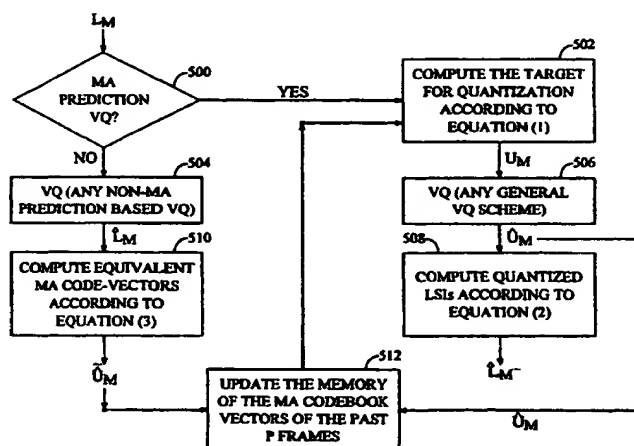 L_M
500
MA
PREDICTION
VQ?
YES
NO
502
COMPUTE THE TARGET
FOR QUANTIZATION
ACCORDING TO
EQUATION (1)
U_M
504
VQ (ANY NON-MA
PREDICTION BASED VQ)
L̂_M
506
VQ (ANY GENERAL
VQ SCHEME)
Û_M
510
COMPUTE EQUIVALENT
MA CODE-VECTORS
ACCORDING TO
EQUATION (3)
Ũ_M
508
COMPUTE QUANTIZED
LSIs ACCORDING TO
EQUATION (2)
L̂_M
512
UPDATE THE MEMORY
OF THE MA CODEBOOK
VECTORS OF THE PAST
P FRAMES
Û_M